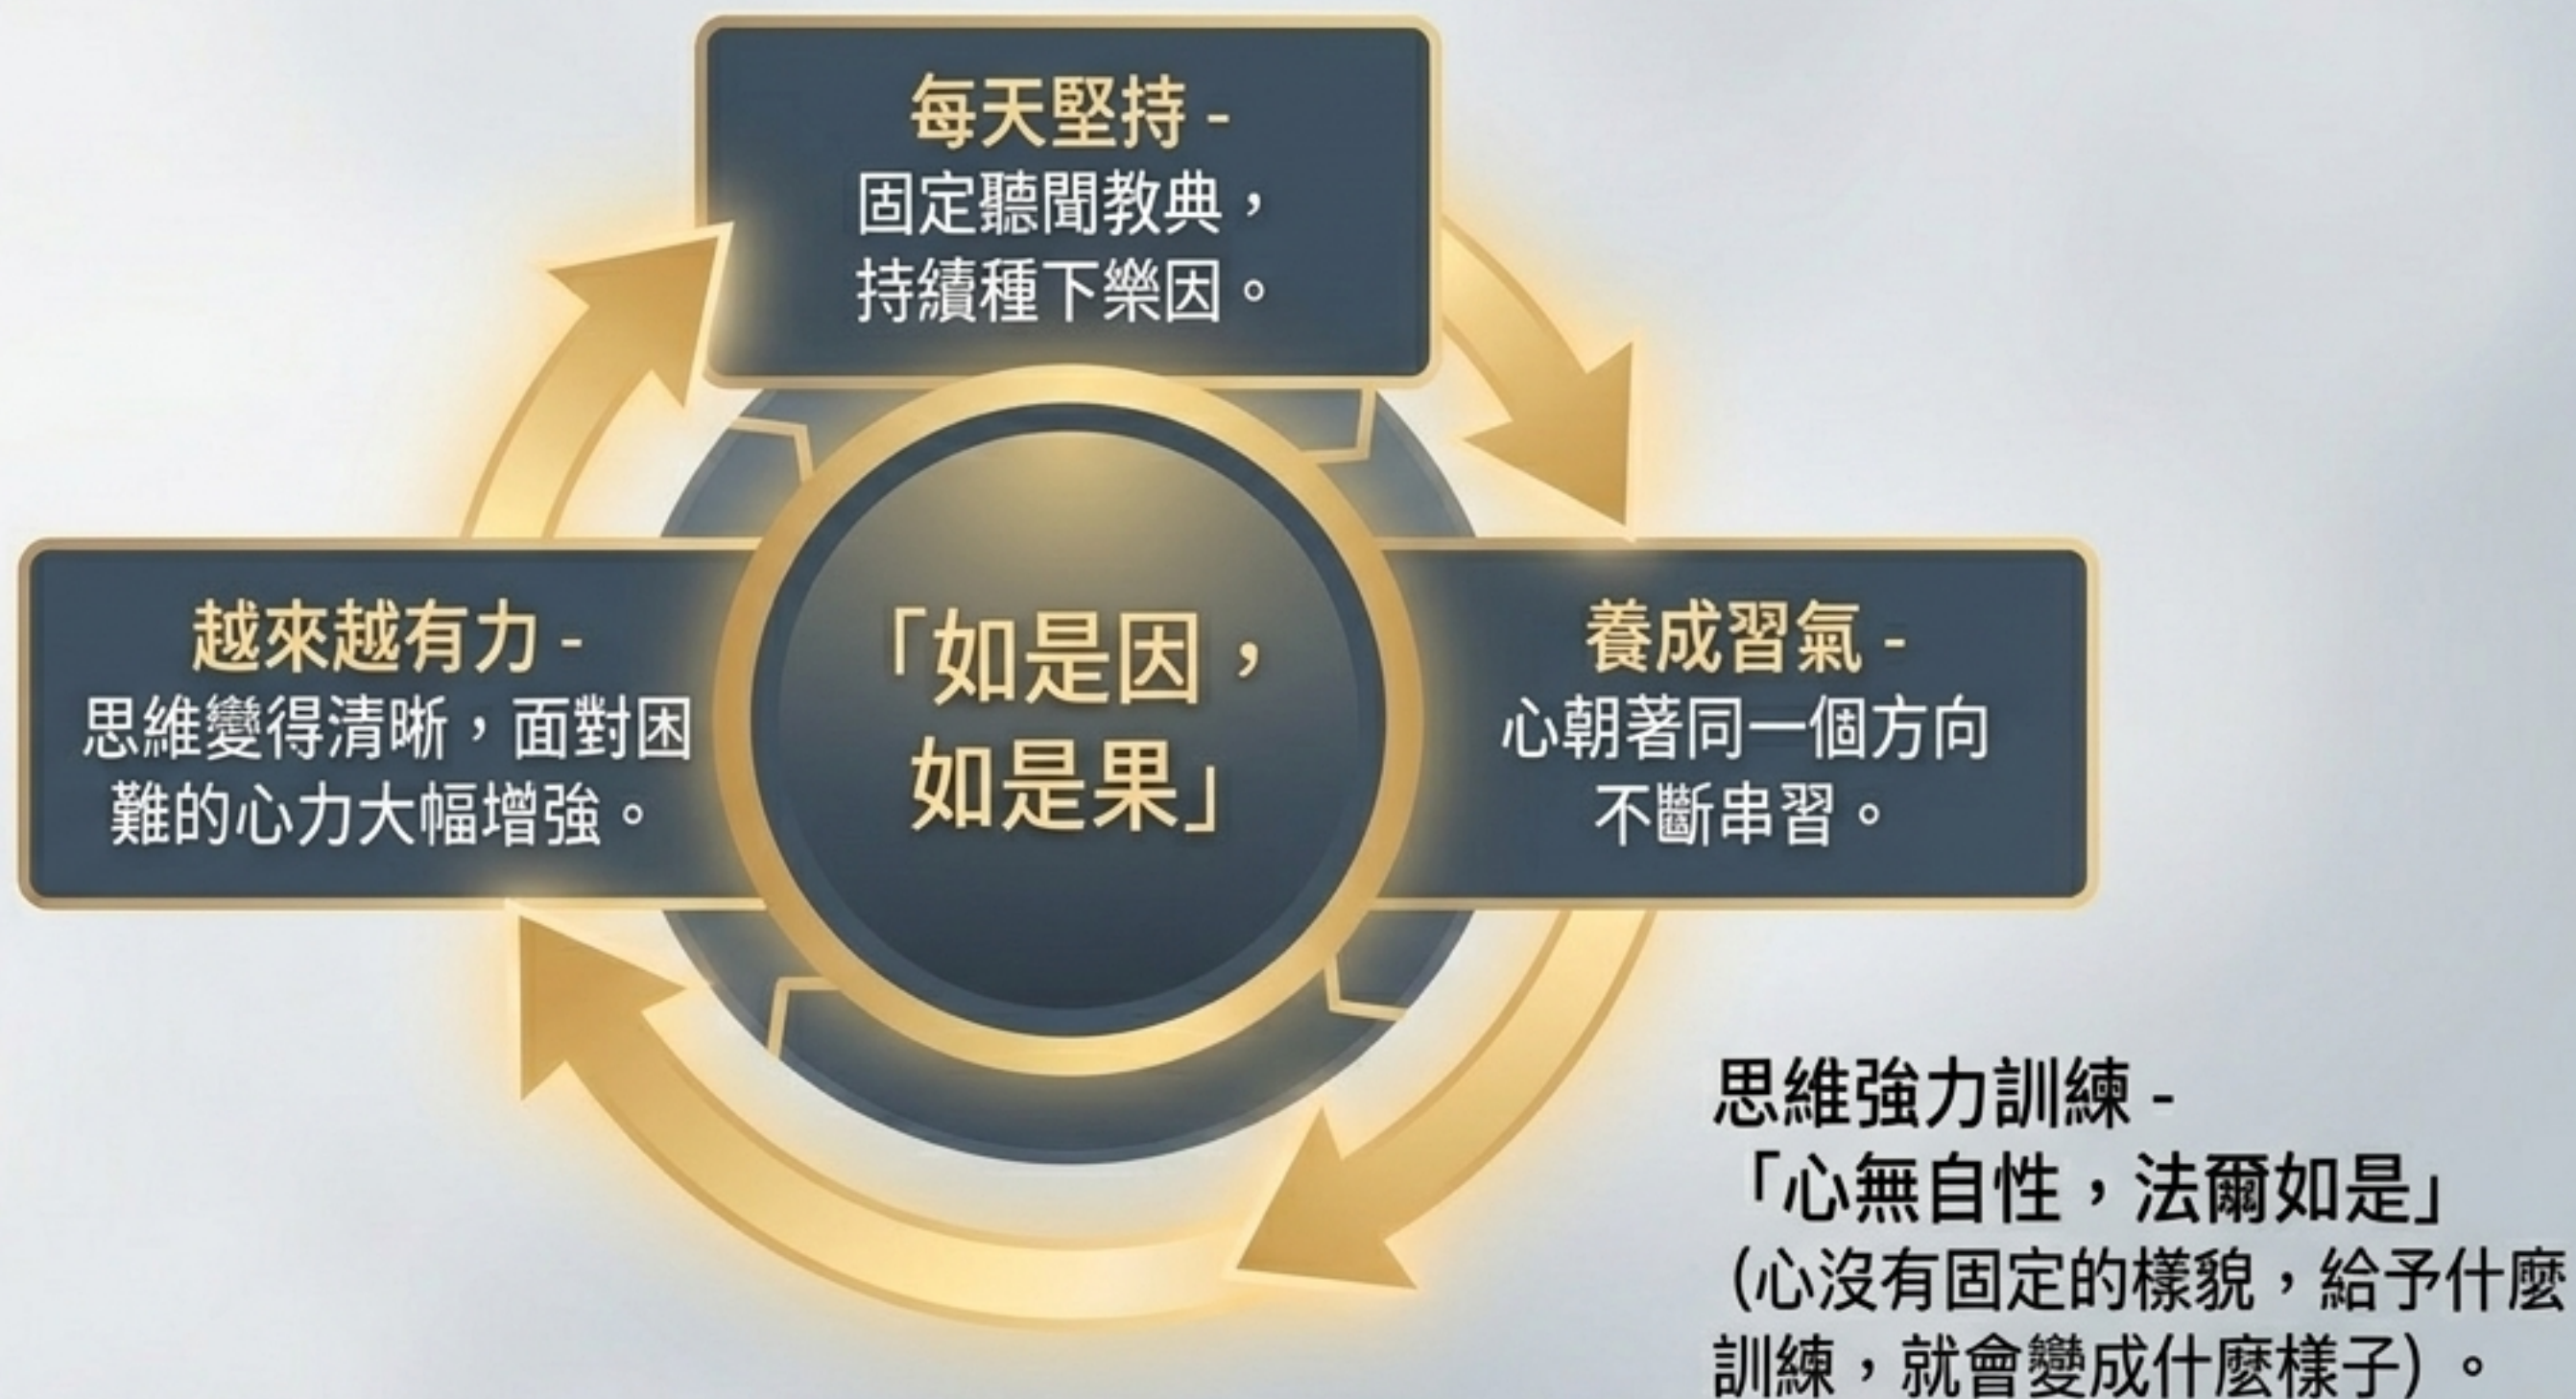 每天堅持 -
固定聽聞教典，
持續種下樂因。
越來越有力 -
思維變得清晰，面對困
難的心力大幅增強。
「如是因，
如是果」
養成習氣 -
心朝著同一個方向
不斷串習。
思維強力訓練 -
「心無自性，法爾如是」
（心沒有固定的樣貌，給予什麼
訓練，就會變成什麼樣子）。